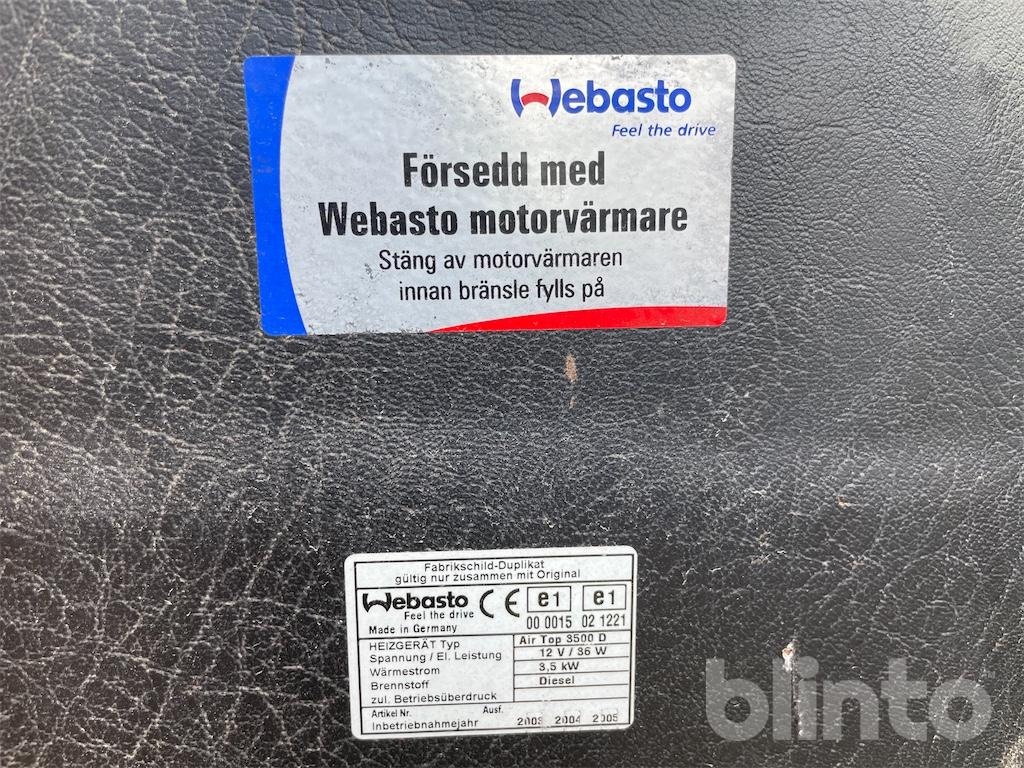 Webasto
Feel the drive
Försedd med
Webasto motorvärmare
Stäng av motorvärmaren
innan bränsle fylls på
Fabrikschild-Duplikat
gültig nur zusammen mit Original
Webasto CE e1 e1
Feel the drive 00 0015 02 1221
Made in Germany
HEIZGERÄT Typ Air Top 3500 D
Spannung / El. Leistung 12 V / 36 W
Wärmestrom 3,5 kW
Brennstoff Diesel
zul. Betriebsüberdruck
Artikel Nr. Ausf.
Inbetriebnahmejahr 2003 2004 2005
blinto